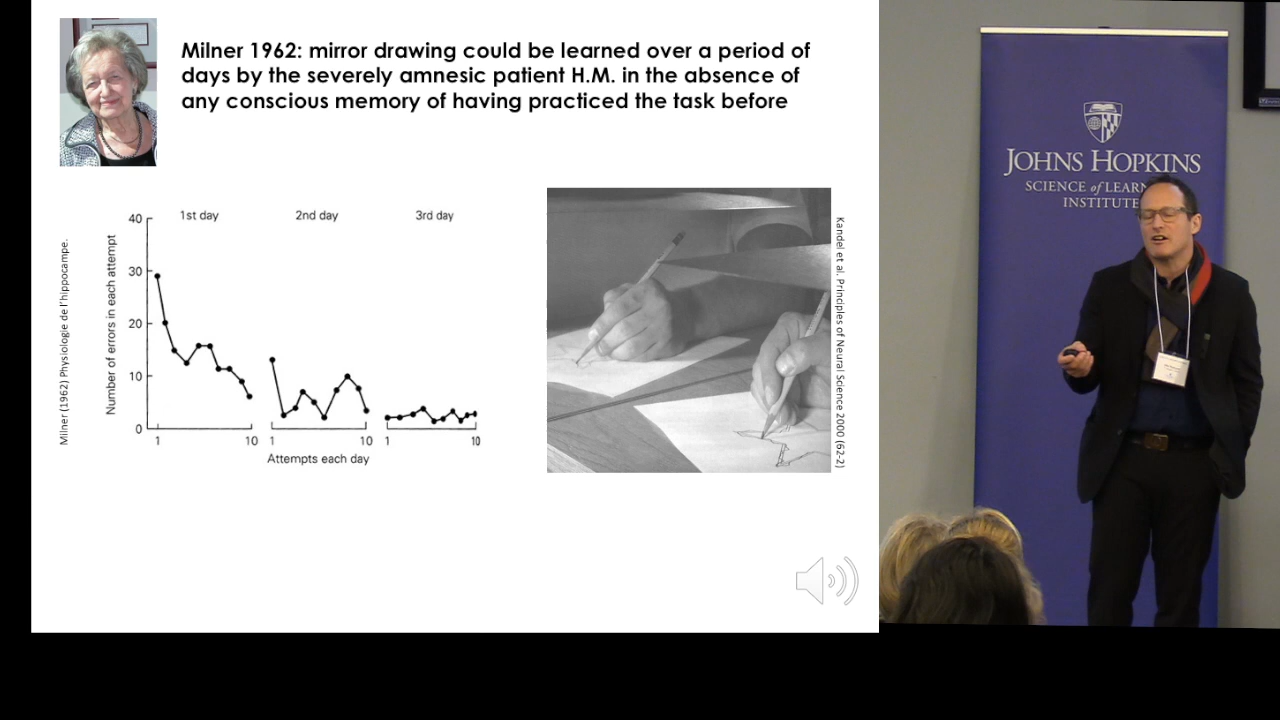 Milner 1962: mirror drawing could be learned over a period of
days by the severely amnesic patient H.M. in the absence of
any conscious memory of having practiced the task before
Milner (1962) Physiologie de l'hippocampe.
Number of errors in each attempt
40
30
20
10
0
1st day
2nd day
3rd day
1
10
1
10
1
10
Attempts each day
Kandel et al. Principles of Neural Science 2000 (62-2)
JOHNS HOPKINS
SCIENCE of LEARN
INSTITUTE